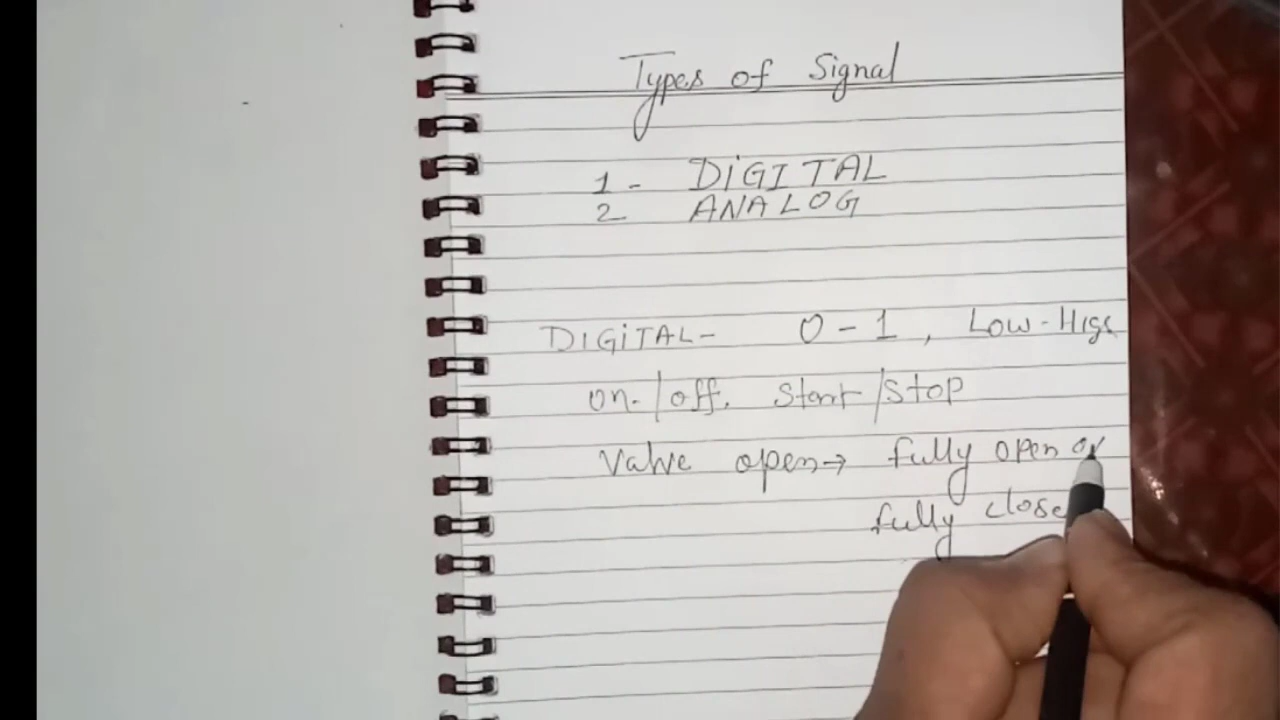 Types of Signal
1- DiGITAL
2 ANALOG
DIGITAL- 0-1, Low-High
on-/off. Start/Stop
Valve open→ fully open or
fully close